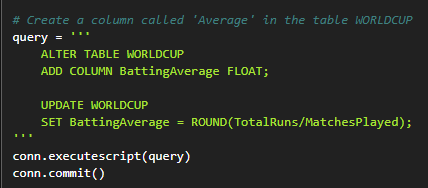 # Create a column called 'Average' in the table WORLDCUP
query = '''
ALTER TABLE WORLDCUP
ADD COLUMN BattingAverage FLOAT;
UPDATE WORLDCUP
SET BattingAverage = ROUND(TotalRuns/MatchesPlayed);
'''
conn.executescript(query)
conn.commit()